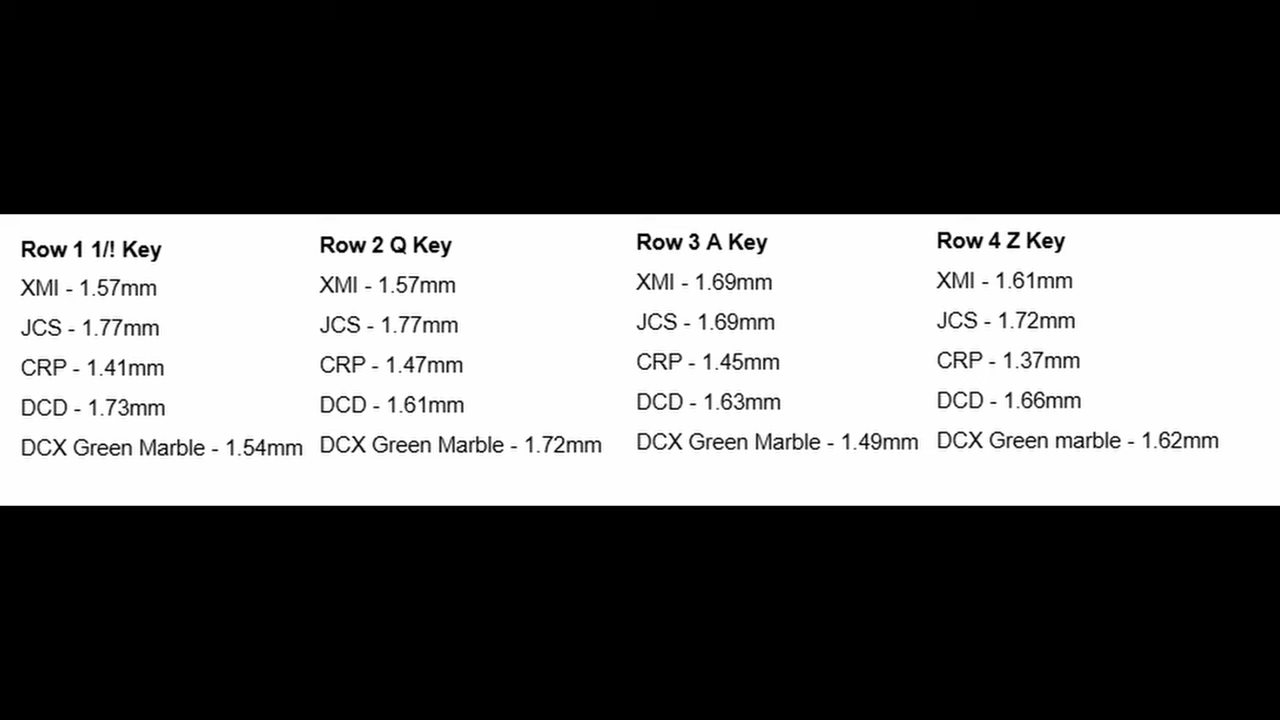 Row 1 1/! Key
XMI - 1.57mm
JCS - 1.77mm
CRP - 1.41mm
DCD - 1.73mm
DCX Green Marble - 1.54mm
Row 2 Q Key
XMI - 1.57mm
JCS - 1.77mm
CRP - 1.47mm
DCD - 1.61mm
DCX Green Marble - 1.72mm
Row 3 A Key
XMI - 1.69mm
JCS - 1.69mm
CRP - 1.45mm
DCD - 1.63mm
DCX Green Marble - 1.49mm
Row 4 Z Key
XMI - 1.61mm
JCS - 1.72mm
CRP - 1.37mm
DCD - 1.66mm
DCX Green marble - 1.62mm